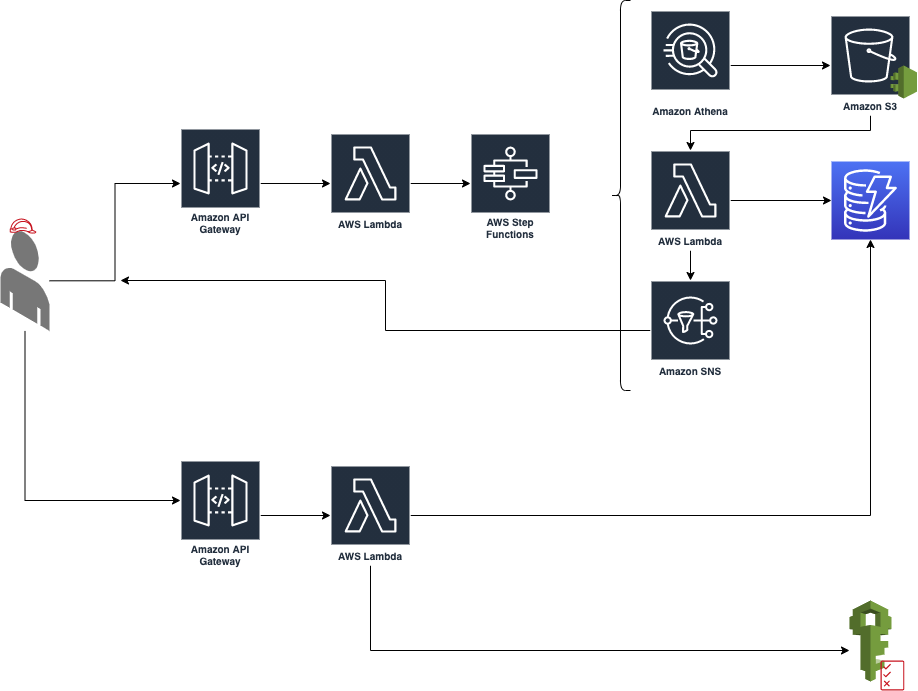 Amazon Athena
Amazon S3
Amazon API
Gateway
AWS Lambda
AWS Step
Functions
AWS Lambda
Amazon SNS
Amazon API
Gateway
AWS Lambda